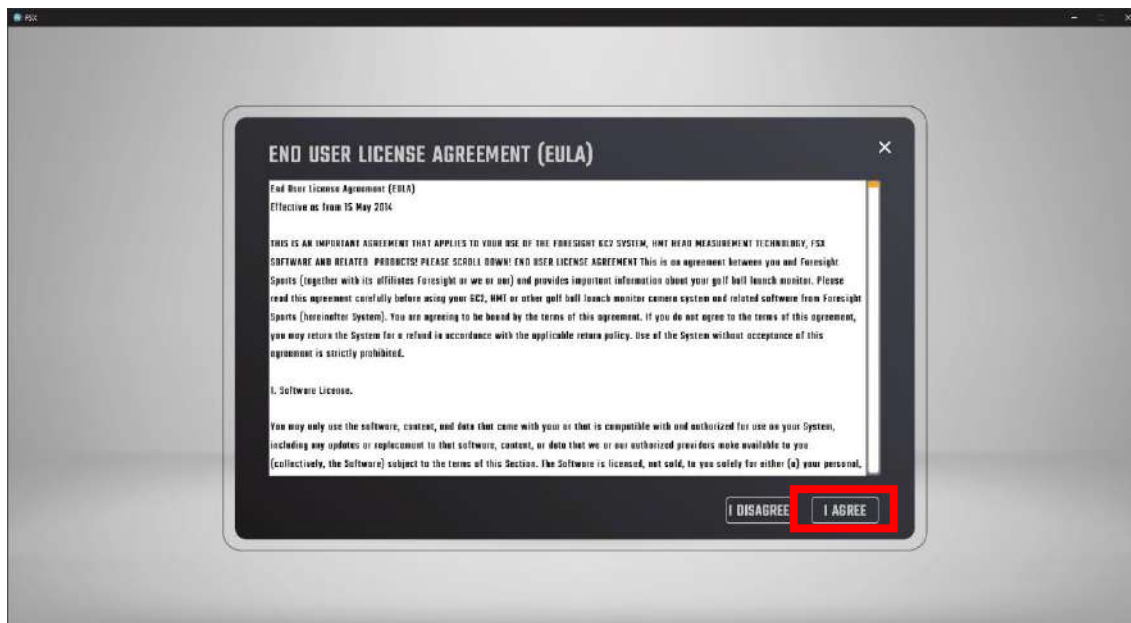 FSX
END USER LICENSE AGREEMENT (EULA)
End User License Agreement (EULA)
Effective as from 15 May 2014
THIS IS AN IMPORTANT AGREEMENT THAT APPLIES TO YOUR USE OF THE FORESIGHT GC2 SYSTEM, HMT HEAD MEASUREMENT TECHNOLOGY, FSX
SOFTWARE AND RELATED PRODUCTS! PLEASE SCROLL DOWN! END USER LICENSE AGREEMENT This is an agreement between you and Foresight
Sports (together with its affiliates Foresight or we or our) and provides important information about your golf ball launch monitor. Please
read this agreement carefully before using your GC2, HMT or other golf ball launch monitor camera system and related software from Foresight
Sports (hereinafter System). You are agreeing to be bound by the terms of this agreement. If you do not agree to the terms of this agreement,
you may return the System for a refund in accordance with the applicable return policy. Use of the System without acceptance of this
agreement is strictly prohibited.
1. Software License.
You may only use the software, content, and data that come with your or that is compatible with and authorized for use on your System,
including any updates or replacement to that software, content, or data that we or our authorized providers make available to you
(collectively, the Software) subject to the terms of this Section. The Software is licensed, not sold, to you solely for either (a) your personal,
I DISAGREE
I AGREE